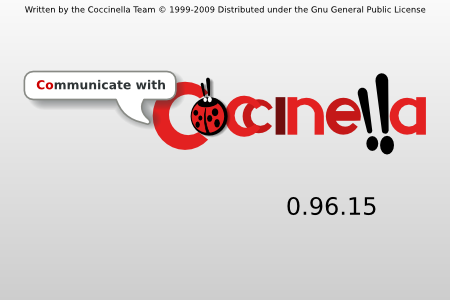 Written by the Coccinella Team © 1999-2009 Distributed under the Gnu General Public License
Communicate with
Coccinella
0.96.15